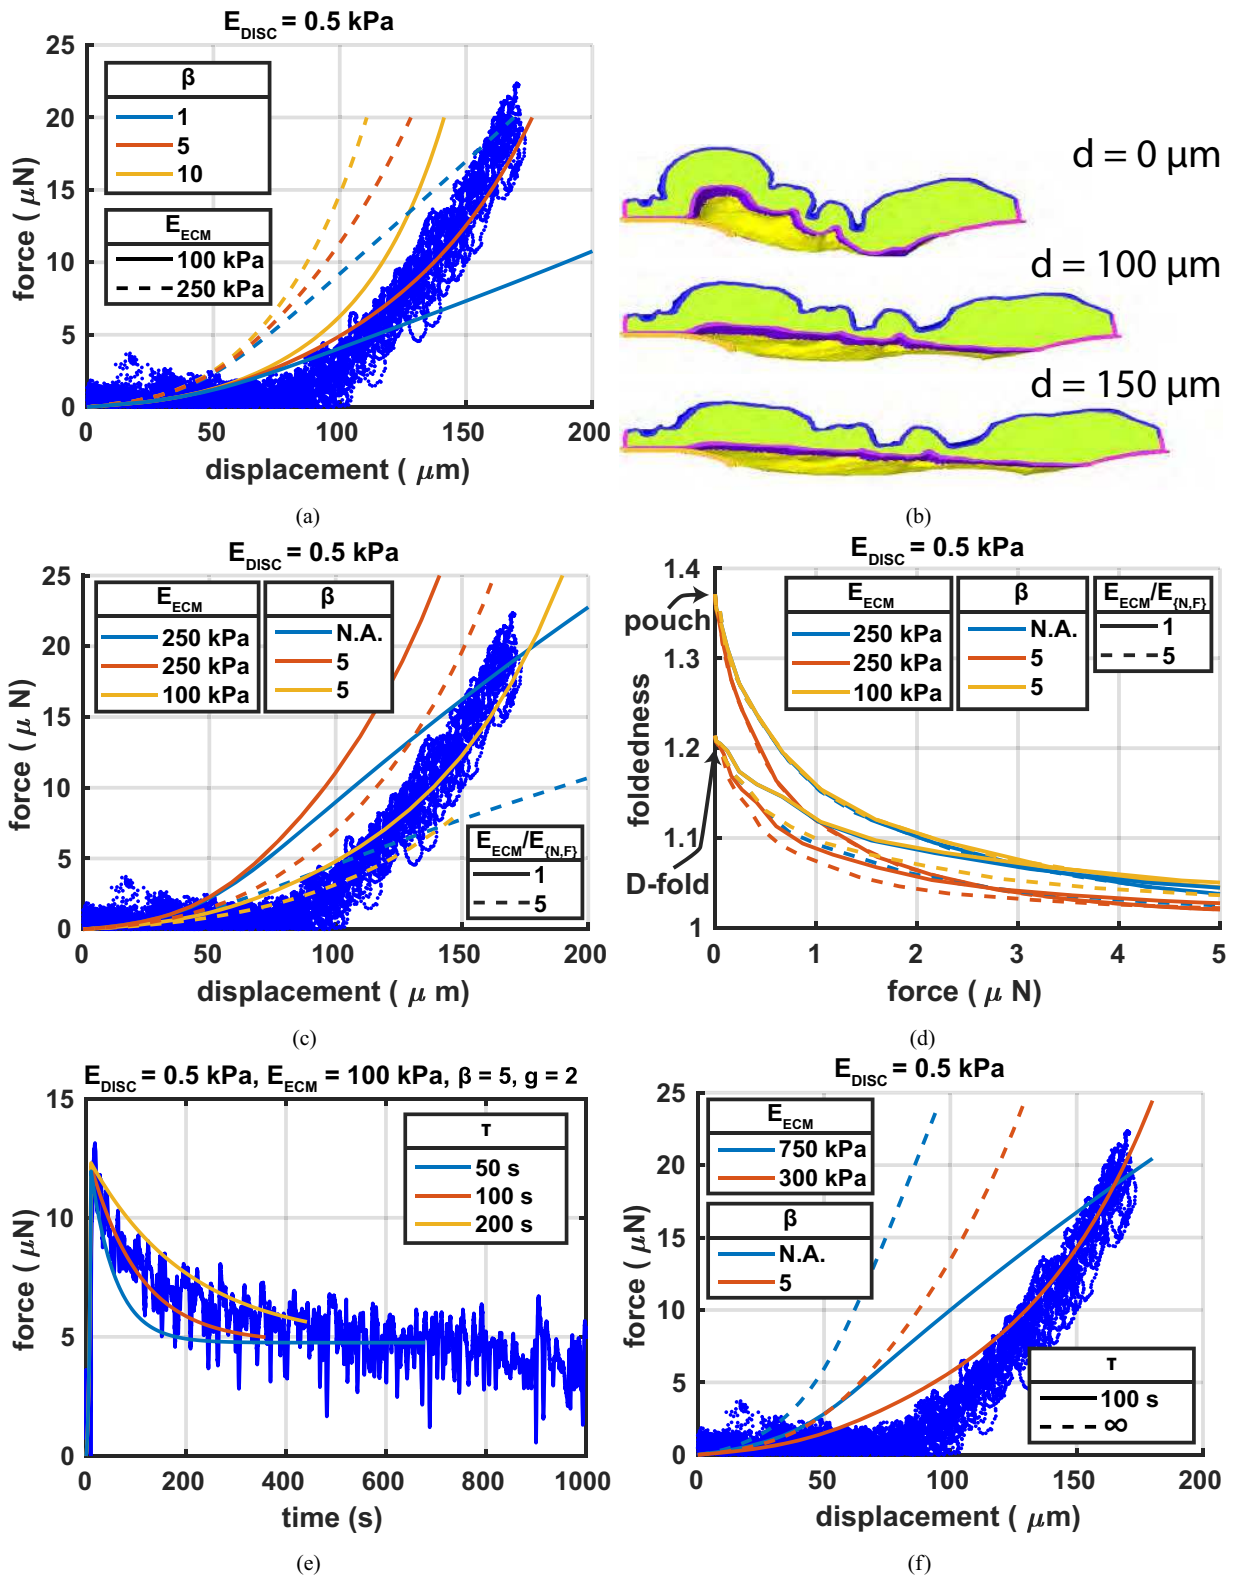 E_DISC = 0.5 kPa
25
20
15
10
5
0
force ( μN)
β
1
5
10
E_ECM
100 kPa
250 kPa
0 50 100 150 200
displacement ( μm)
(a)
d = 0 μm
d = 100 μm
d = 150 μm
(b)
E_DISC = 0.5 kPa
25
20
15
10
5
0
force ( μ N)
E_ECM
250 kPa
250 kPa
100 kPa
β
N.A.
5
5
E_ECM/E_{N,F}
1
5
0 50 100 150 200
displacement ( μ m)
(c)
E_DISC = 0.5 kPa
1.4
1.3
1.2
1.1
1
foldedness
pouch
D-fold
E_ECM
250 kPa
250 kPa
100 kPa
β
N.A.
5
5
E_ECM/E_{N,F}
1
5
0 1 2 3 4 5
force ( μ N)
(d)
E_DISC = 0.5 kPa, E_ECM = 100 kPa, β = 5, g = 2
15
10
5
0
force ( μN)
τ
50 s
100 s
200 s
0 200 400 600 800 1000
time (s)
(e)
E_DISC = 0.5 kPa
25
20
15
10
5
0
force ( μN)
E_ECM
750 kPa
300 kPa
β
N.A.
5
τ
100 s
∞
0 50 100 150 200
displacement ( μm)
(f)